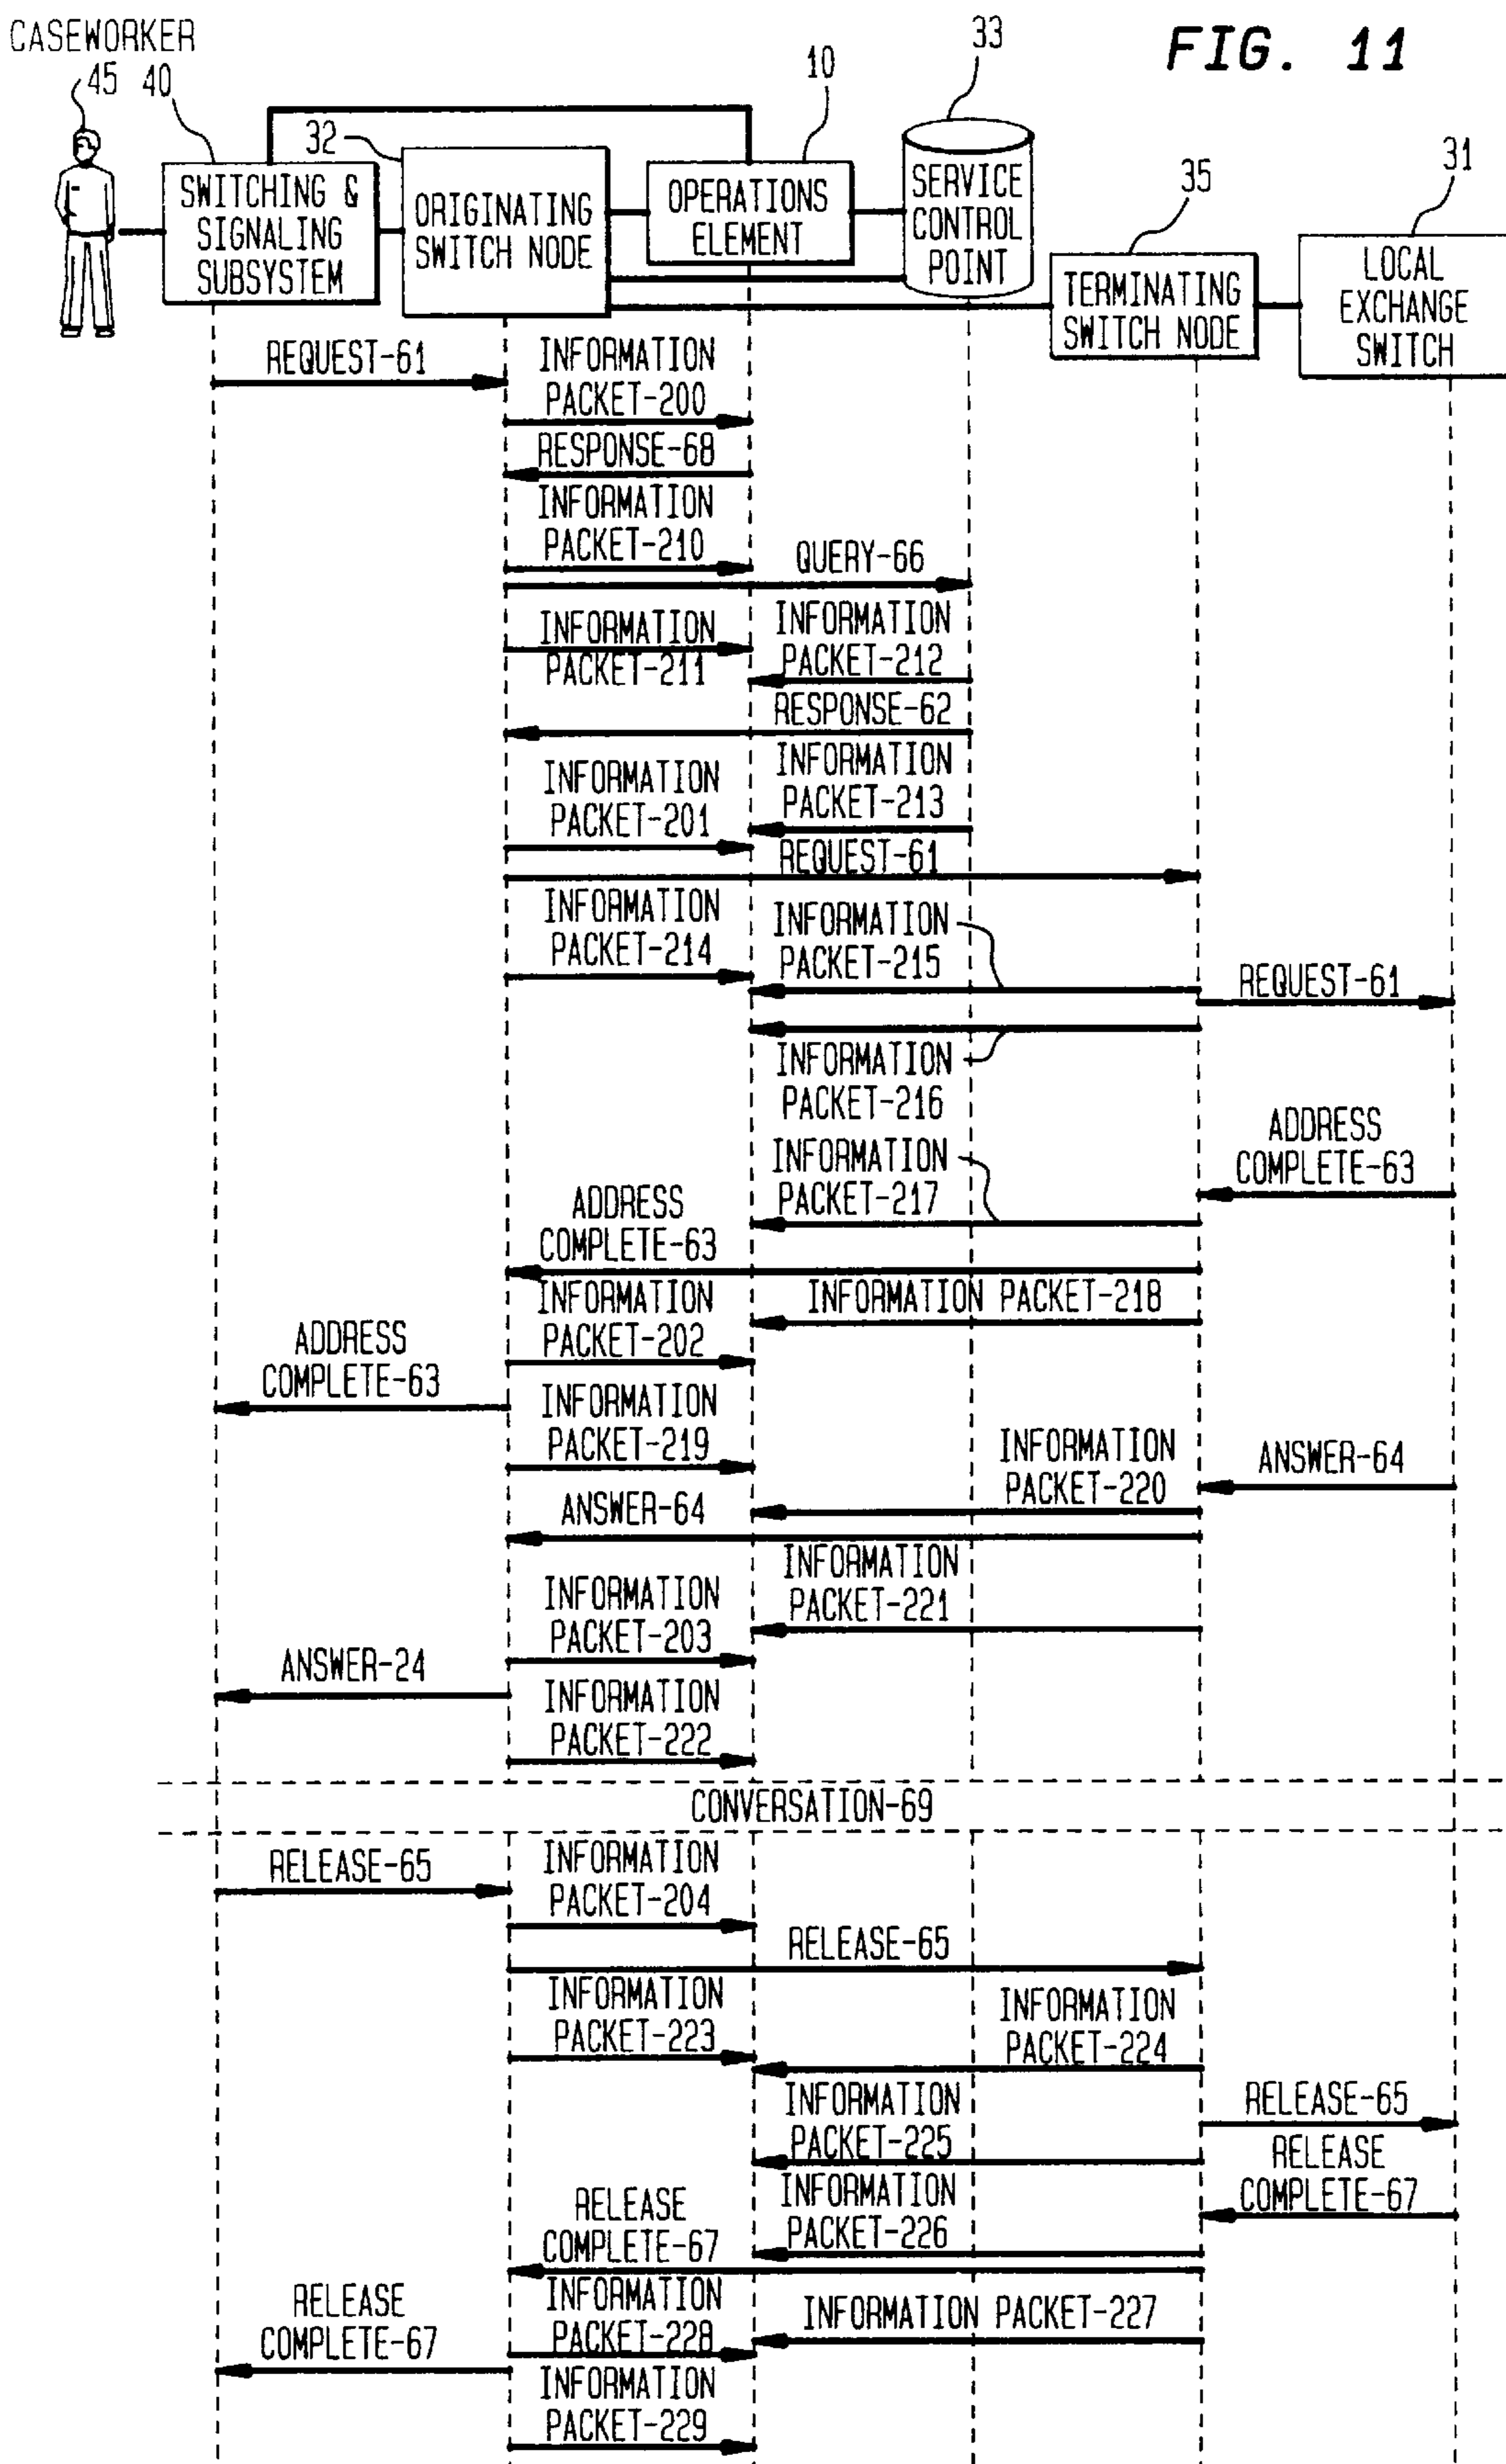 FIG. 11
CASEWORKER
45
40
32
10
33
35
31
SWITCHING &
SIGNALING
SUBSYSTEM
ORIGINATING
SWITCH NODE
OPERATIONS
ELEMENT
SERVICE
CONTROL
POINT
TERMINATING
SWITCH NODE
LOCAL
EXCHANGE
SWITCH
REQUEST-61
INFORMATION
PACKET-200
RESPONSE-68
INFORMATION
PACKET-210
QUERY-66
INFORMATION
PACKET-211
INFORMATION
PACKET-212
RESPONSE-62
INFORMATION
PACKET-213
INFORMATION
PACKET-201
REQUEST-61
INFORMATION
PACKET-214
INFORMATION
PACKET-215
REQUEST-61
INFORMATION
PACKET-216
ADDRESS
COMPLETE-63
INFORMATION
PACKET-217
ADDRESS
COMPLETE-63
INFORMATION PACKET-218
INFORMATION
PACKET-202
ADDRESS
COMPLETE-63
INFORMATION
PACKET-219
INFORMATION
PACKET-220
ANSWER-64
ANSWER-64
INFORMATION
PACKET-221
INFORMATION
PACKET-203
ANSWER-24
INFORMATION
PACKET-222
CONVERSATION-69
RELEASE-65
INFORMATION
PACKET-204
RELEASE-65
INFORMATION
PACKET-223
INFORMATION
PACKET-224
RELEASE-65
INFORMATION
PACKET-225
RELEASE
COMPLETE-67
INFORMATION
PACKET-226
RELEASE
COMPLETE-67
INFORMATION PACKET-227
INFORMATION
PACKET-228
RELEASE
COMPLETE-67
INFORMATION
PACKET-229